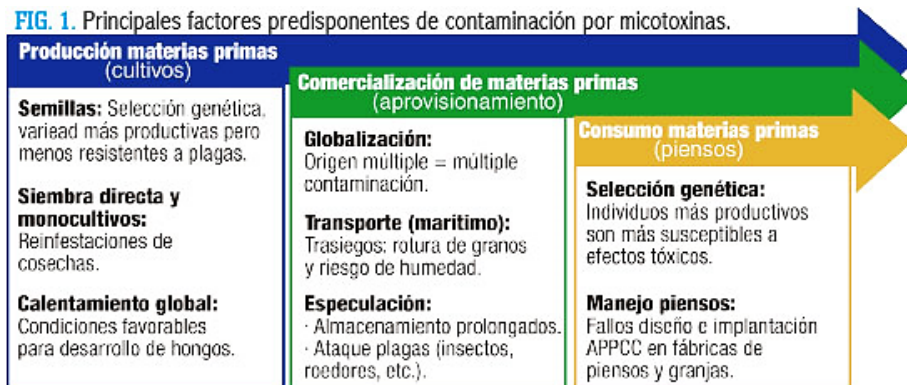 FIG. 1. Principales factores predisponentes de contaminación por micotoxinas.
Producción materias primas
(cultivos)
Semillas: Selección genética,
variead más productivas pero
menos resistentes a plagas.
Siembra directa y
monocultivos:
Reinfestaciones de
cosechas.
Calentamiento global:
Condiciones favorables
para desarrollo de hongos.
Comercialización de materias primas
(aprovisionamiento)
Globalización:
Origen múltiple = múltiple
contaminación.
Transporte (marítimo):
Trasiegos: rotura de granos
y riesgo de humedad.
Especulación:
· Almacenamiento prolongados.
· Ataque plagas (insectos,
roedores, etc.).
Consumo materias primas
(piensos)
Selección genética:
Individuos más productivos
son más susceptibles a
efectos tóxicos.
Manejo piensos:
Fallos diseño e implantación
APPCC en fábricas de
piensos y granjas.